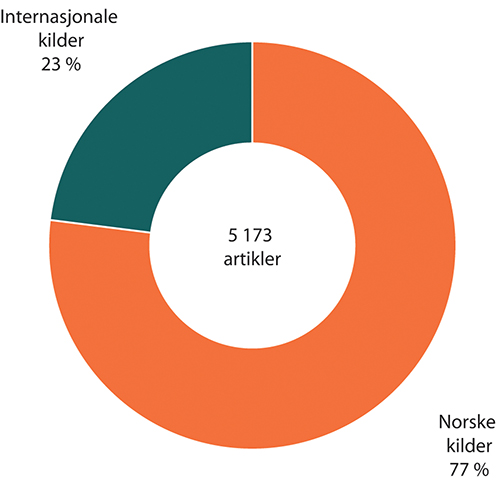 Internasjonale
kilder
23 %
5 173
artikler
Norske
kilder
77 %